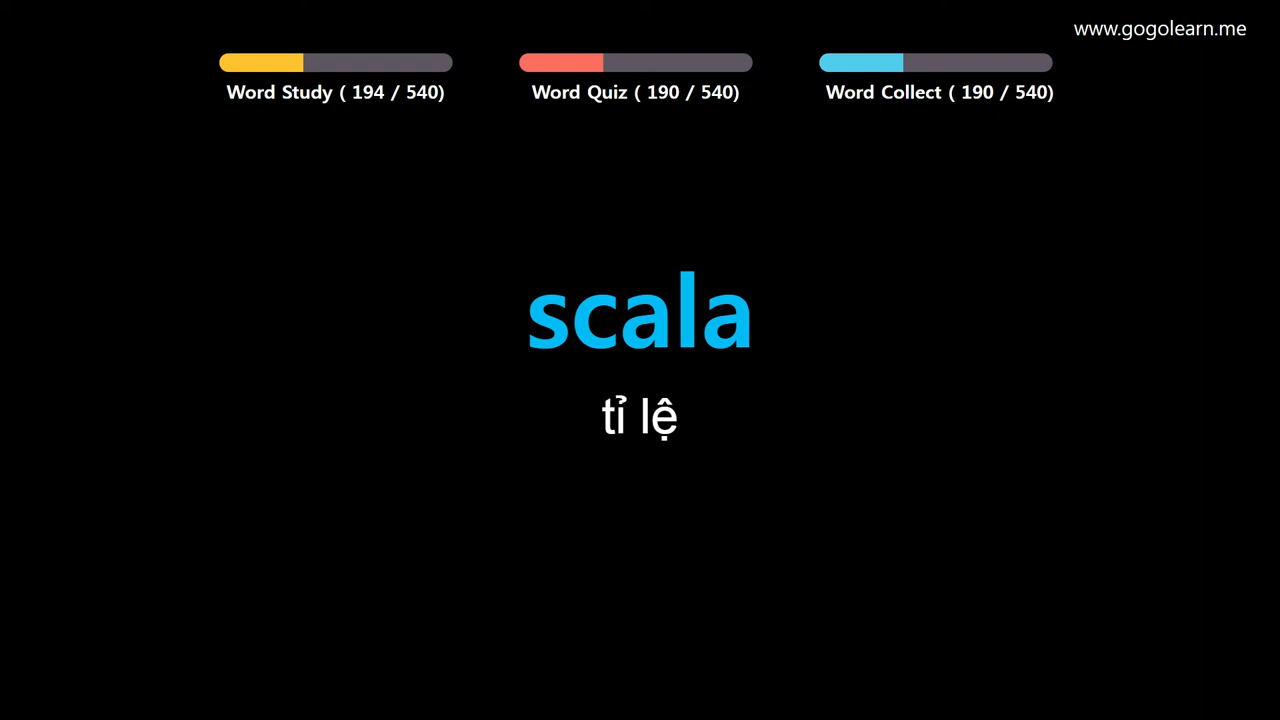 www.gogolearn.me
Word Study ( 194 / 540)
Word Quiz ( 190 / 540)
Word Collect ( 190 / 540)
scala
tỉ lệ